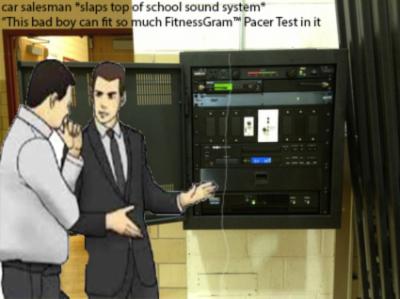 car salesman *slaps top of school sound system*
"This bad boy can fit so much FitnessGram™ Pacer Test in it